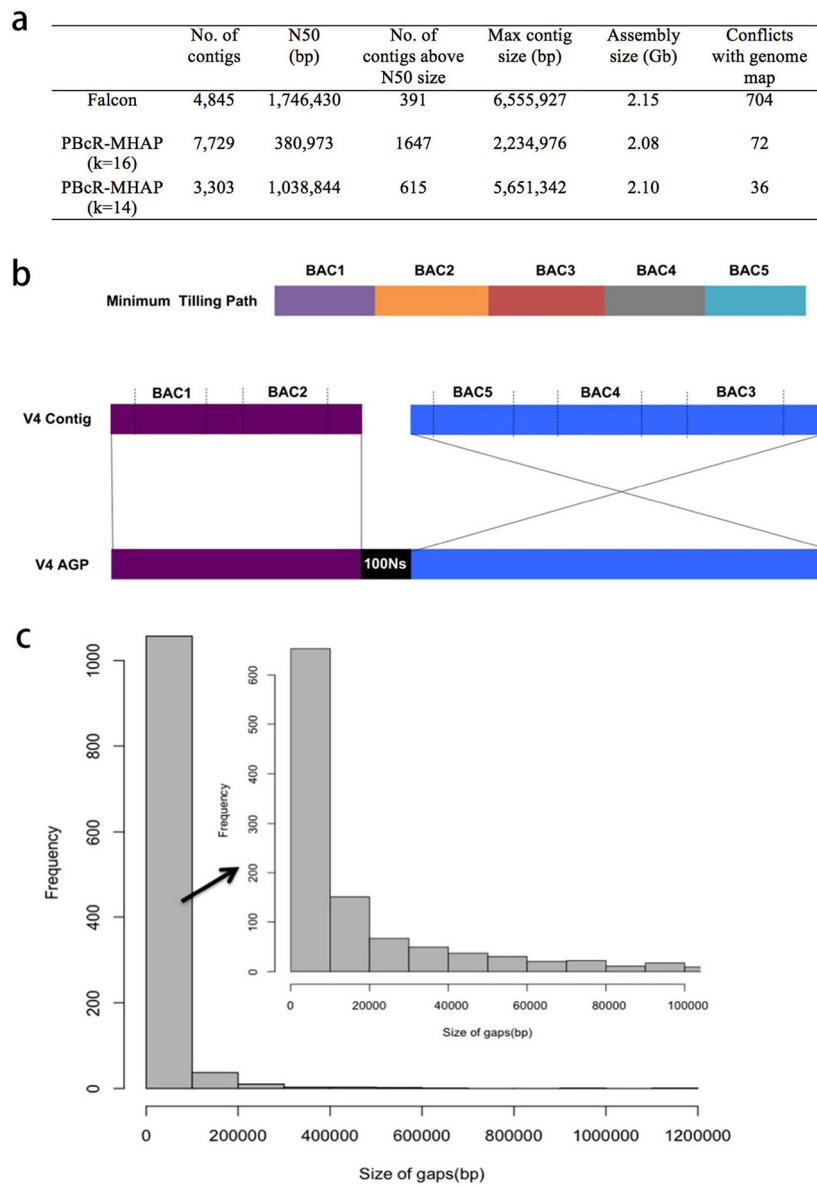 a
No. of contigs N50 (bp) No. of contigs above N50 size Max contig size (bp) Assembly size (Gb) Conflicts with genome map
Falcon 4,845 1,746,430 391 6,555,927 2.15 704
PBcR-MHAP (k=16) 7,729 380,973 1647 2,234,976 2.08 72
PBcR-MHAP (k=14) 3,303 1,038,844 615 5,651,342 2.10 36
b
BAC1 BAC2 BAC3 BAC4 BAC5
Minimum Tilling Path
BAC1 BAC2 BAC5 BAC4 BAC3
V4 Contig
V4 AGP 100Ns
c
Frequency
1000
800
600
400
200
0
0 200000 400000 600000 800000 1000000 1200000
Size of gaps(bp)
Frequency
600
500
400
300
200
100
0
0 20000 40000 60000 80000 100000
Size of gaps(bp)